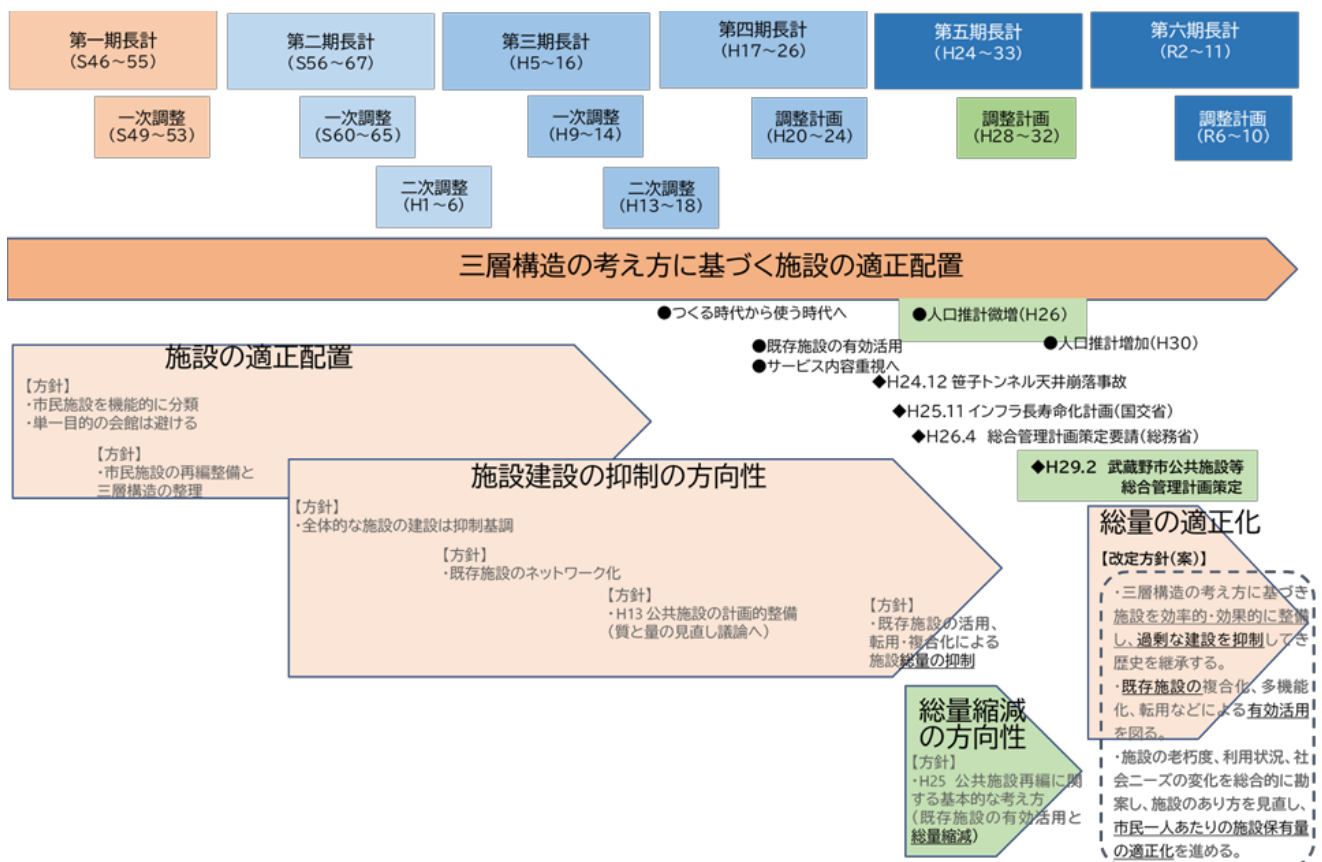 第一期長計
(S46～55)
第二期長計
(S56～67)
第三期長計
(H5～16)
第四期長計
(H17～26)
第五期長計
(H24～33)
第六期長計
(R2～11)
一次調整
(S49～53)
一次調整
(S60～65)
一次調整
(H9～14)
調整計画
(H20～24)
調整計画
(H28～32)
調整計画
(R6～10)
二次調整
(H1～6)
二次調整
(H13～18)
三層構造の考え方に基づく施設の適正配置
●つくる時代から使う時代へ
●人口推計微増(H26)
●既存施設の有効活用
●サービス内容重視へ
●人口推計増加(H30)
◆H24.12 笹子トンネル天井崩落事故
◆H25.11 インフラ長寿命化計画(国交省)
◆H26.4 総合管理計画策定要請(総務省)
◆H29.2 武蔵野市公共施設等
総合管理計画策定
施設の適正配置
【方針】
・市民施設を機能的に分類
・単一目的の会館は避ける
【方針】
・市民施設の再編整備と
三層構造の整理
施設建設の抑制の方向性
【方針】
・全体的な施設の建設は抑制基調
【方針】
・既存施設のネットワーク化
【方針】
・H13 公共施設の計画的整備
(質と量の見直し議論へ)
【方針】
・既存施設の活用、
転用・複合化による
施設総量の抑制
総量縮減
の方向性
【方針】
・H25 公共施設再編に関
する基本的な考え方
(既存施設の有効活用と
総量縮減)
総量の適正化
【改定方針(案)】
・三層構造の考え方に基づき
施設を効率的・効果的に整備
し、過剰な建設を抑制してき
歴史を継承する。
・既存施設の複合化、多機能
化、転用などによる有効活用
を図る。
・施設の老朽度、利用状況、社
会ニーズの変化を総合的に勘
案し、施設のあり方を見直し、
市民一人あたりの施設保有量
の適正化を進める。